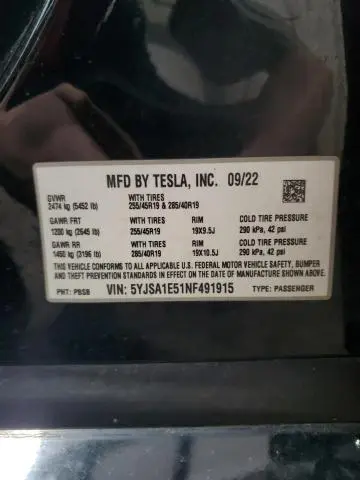 MFD BY TESLA, INC. 09/22
GVWR WITH TIRES
2474 kg (5452 lb) 255/45R19 & 285/40R19
GAWR FRT WITH TIRES RIM COLD TIRE PRESSURE
1200 kg (2645 lb) 255/45R19 19X9.5J 290 kPa, 42 psi
GAWR RR WITH TIRES RIM COLD TIRE PRESSURE
1450 kg (3196 lb) 285/40R19 19X10.5J 290 kPa, 42 psi
THIS VEHICLE CONFORMS TO ALL APPLICABLE U.S. FEDERAL MOTOR VEHICLE SAFETY, BUMPER
AND THEFT PREVENTION STANDARDS IN EFFECT ON THE DATE OF MANUFACTURE SHOWN ABOVE.
PNT: PBSB VIN: 5YJSA1E51NF491915 TYPE: PASSENGER